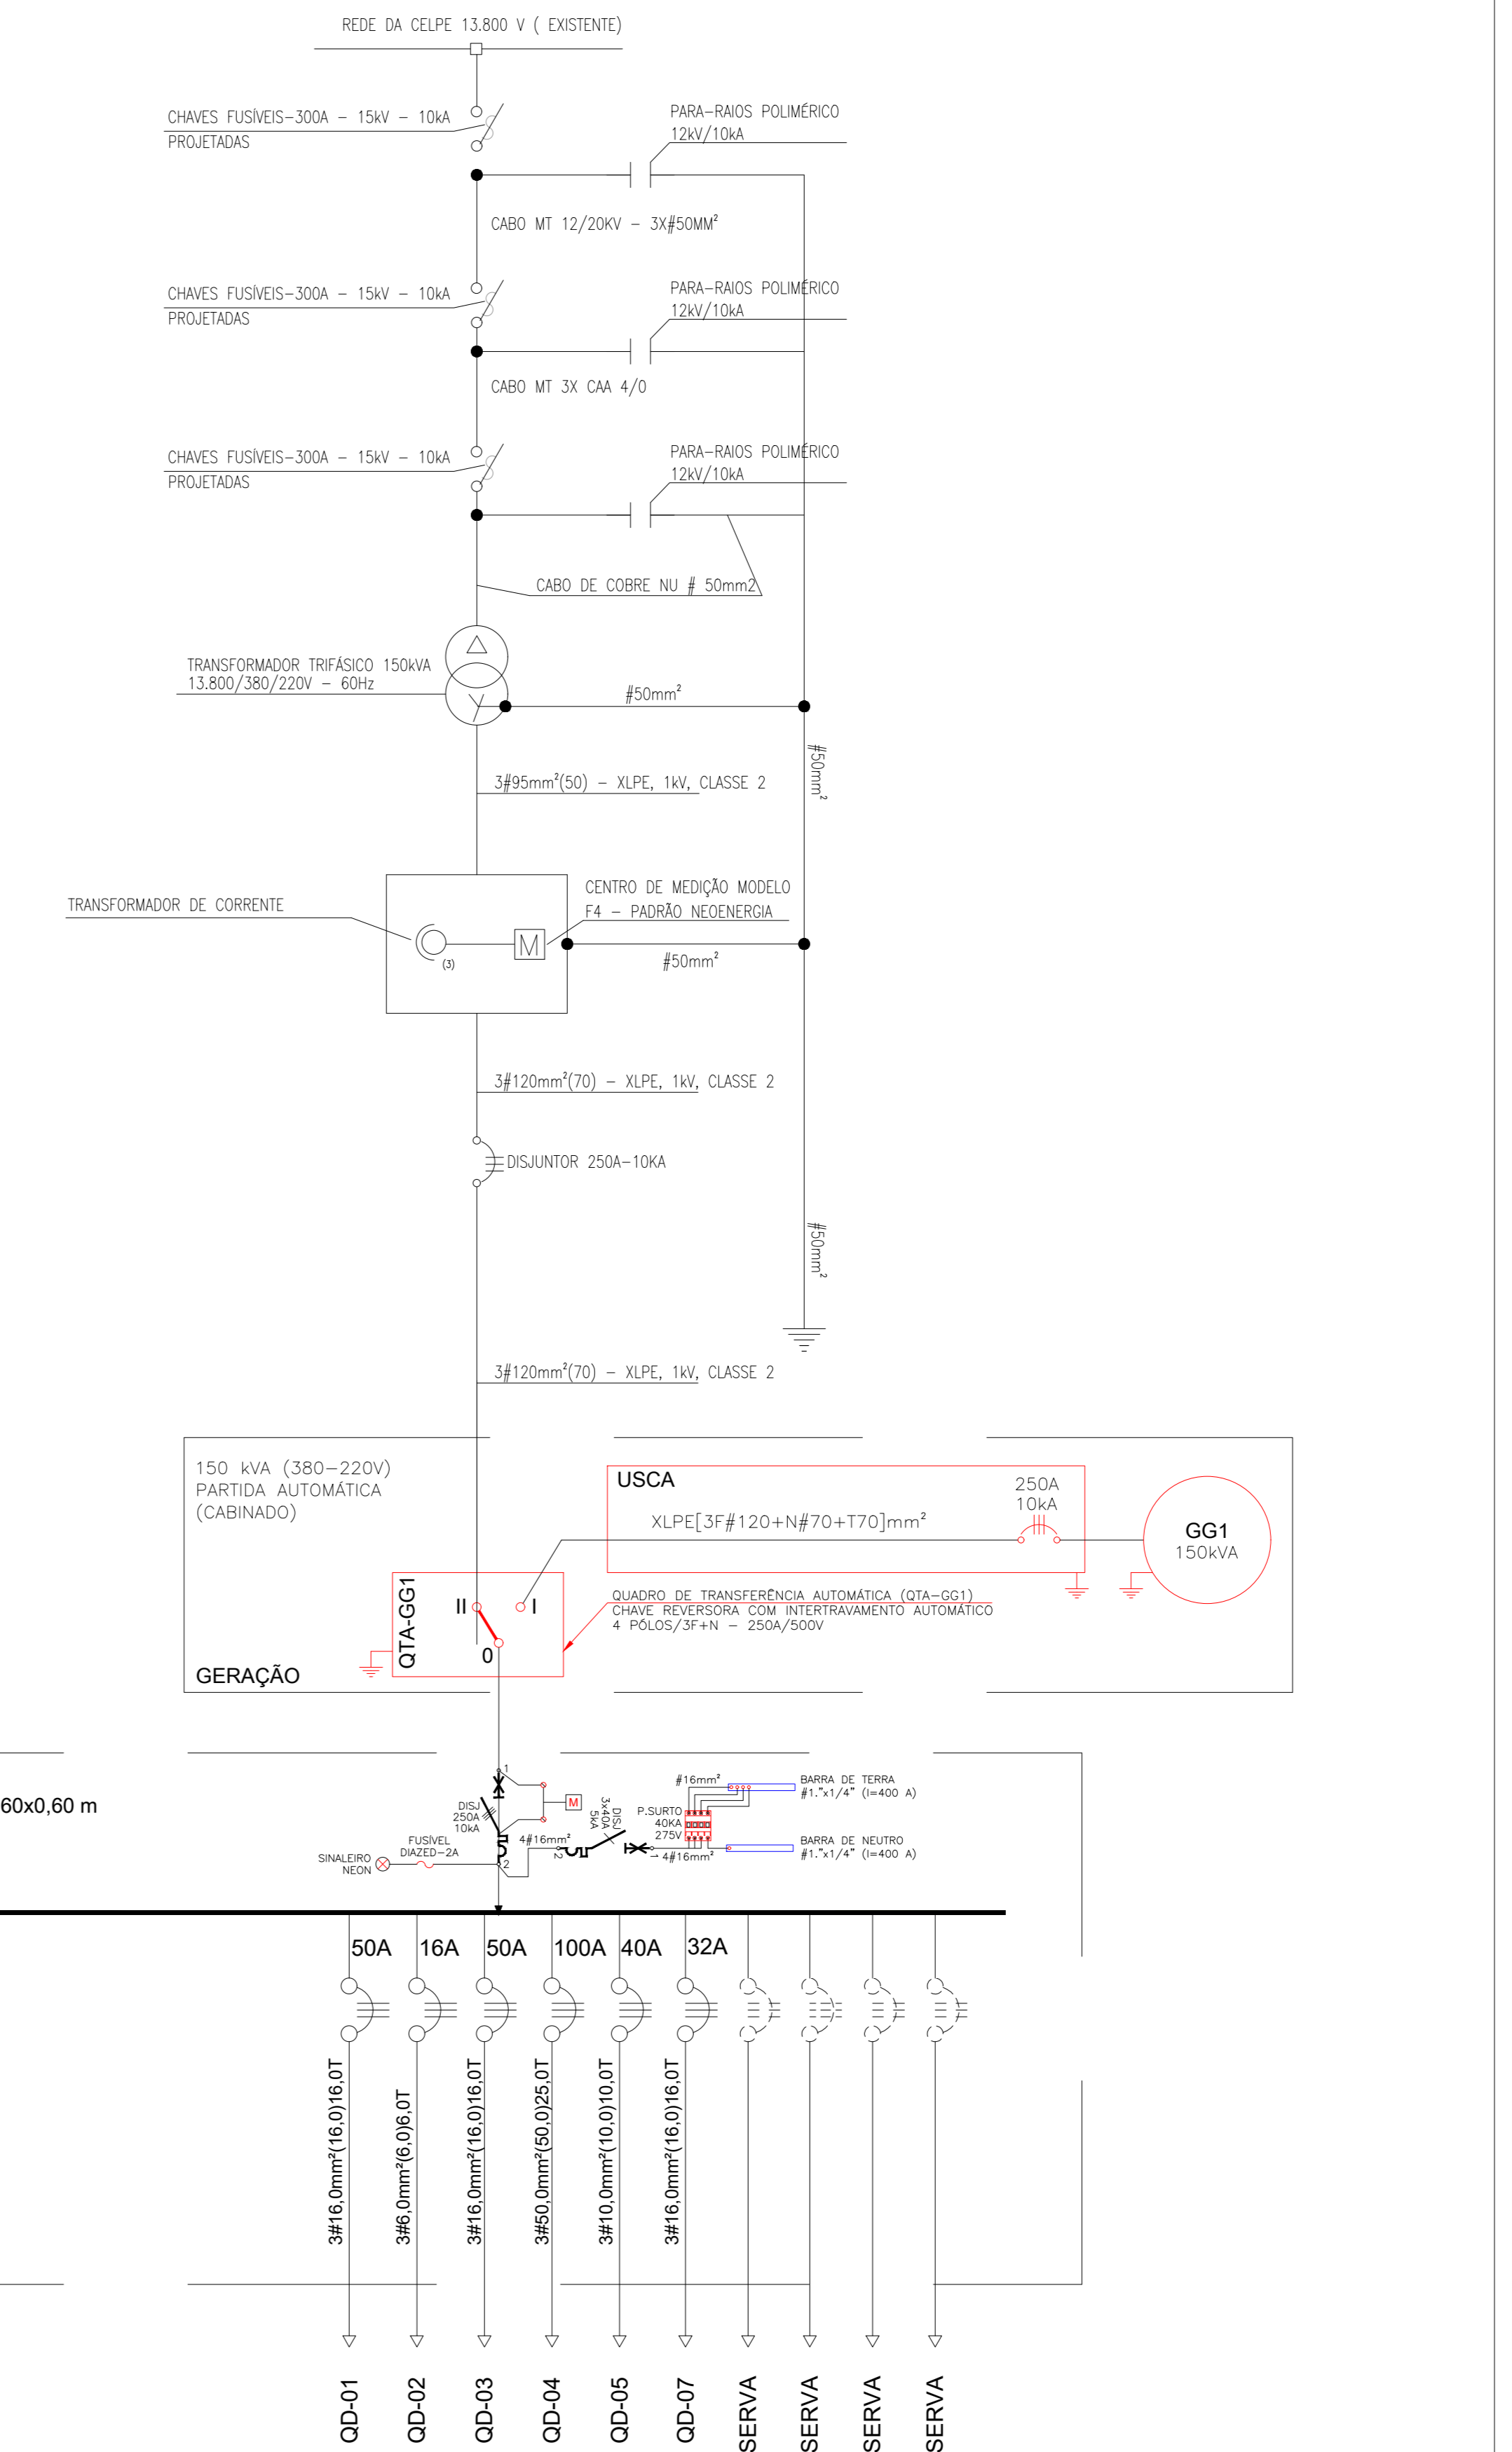 REDE DA CELPE 13.800 V ( EXISTENTE)
CHAVES FUSÍVEIS-300A - 15kV - 10kA
PROJETADAS
PARA-RAIOS POLIMÉRICO
12kV/10kA
CABO MT 12/20KV - 3X#50MM²
CHAVES FUSÍVEIS-300A - 15kV - 10kA
PROJETADAS
PARA-RAIOS POLIMÉRICO
12kV/10kA
CABO MT 3X CAA 4/0
CHAVES FUSÍVEIS-300A - 15kV - 10kA
PROJETADAS
PARA-RAIOS POLIMÉRICO
12kV/10kA
CABO DE COBRE NU # 50mm2
TRANSFORMADOR TRIFÁSICO 150kVA
13.800/380/220V - 60Hz
#50mm²
#50mm²
3#95mm²(50) - XLPE, 1kV, CLASSE 2
TRANSFORMADOR DE CORRENTE
(3)
M
CENTRO DE MEDIÇÃO MODELO
F4 - PADRÃO NEOENERGIA
#50mm²
3#120mm²(70) - XLPE, 1kV, CLASSE 2
DISJUNTOR 250A-10KA
#50mm²
3#120mm²(70) - XLPE, 1kV, CLASSE 2
150 kVA (380-220V)
PARTIDA AUTOMÁTICA
(CABINADO)
USCA
250A
10kA
XLPE[3F#120+N#70+T70]mm²
GG1
150kVA
QTA-GG1
II
I
0
QUADRO DE TRANSFERÊNCIA AUTOMÁTICA (QTA-GG1)
CHAVE REVERSORA COM INTERTRAVAMENTO AUTOMÁTICO
4 PÓLOS/3F+N - 250A/500V
GERAÇÃO
60x0,60 m
1
DISJ
250A
10kA
M
2
FUSÍVEL
DIAZED-2A
SINALEIRO
NEON
4#16mm²
2
DISJ
3x40A
5kA
1
4#16mm²
P.SURTO
40KA
275V
#16mm²
BARRA DE TERRA
#1."x1/4" (I=400 A)
BARRA DE NEUTRO
#1."x1/4" (I=400 A)
50A
16A
50A
100A
40A
32A
3#16,0mm²(16,0)16,0T
3#6,0mm²(6,0)6,0T
3#16,0mm²(16,0)16,0T
3#50,0mm²(50,0)25,0T
3#10,0mm²(10,0)10,0T
3#16,0mm²(16,0)16,0T
QD-01
QD-02
QD-03
QD-04
QD-05
QD-07
SERVA
SERVA
SERVA
SERVA